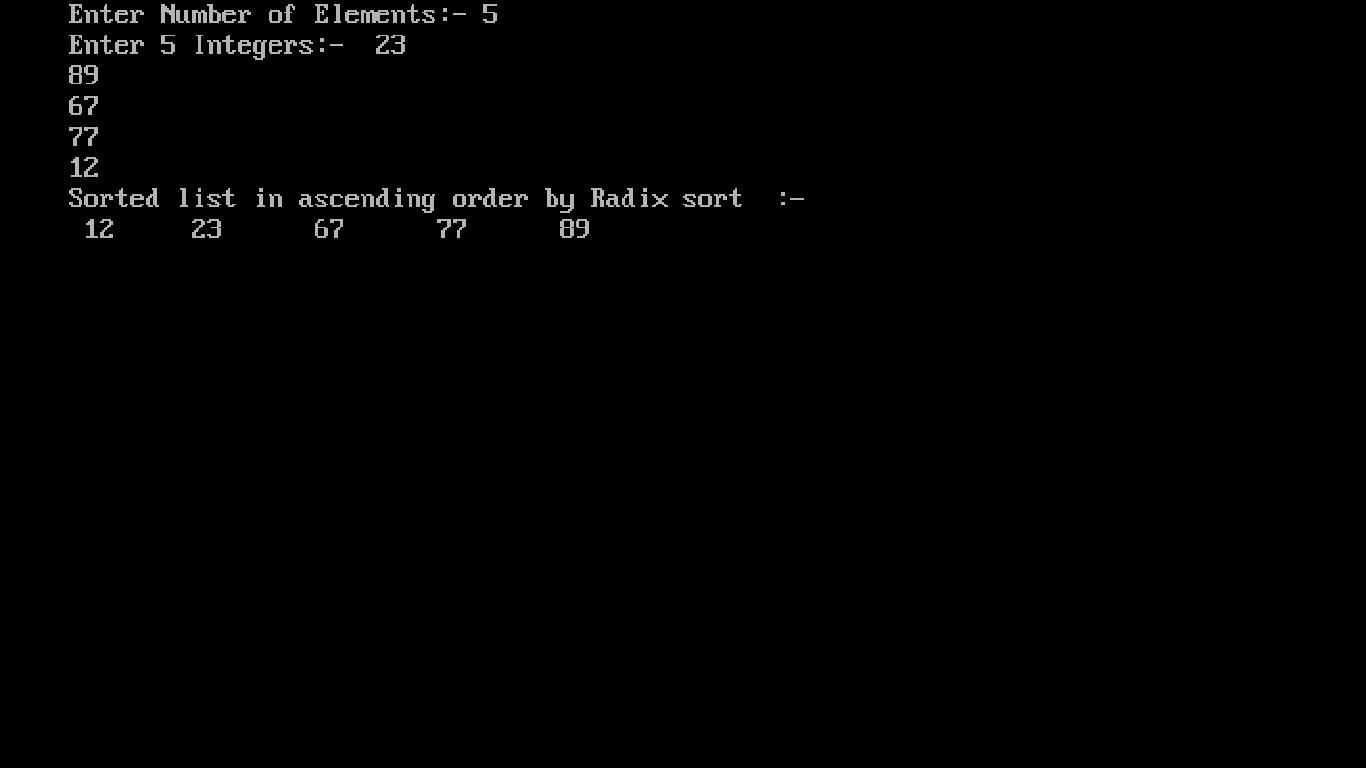 Enter Number of Elements:- 5
Enter 5 Integers:-  23
89
67
77
12
Sorted list in ascending order by Radix sort  :-
 12     23      67      77      89